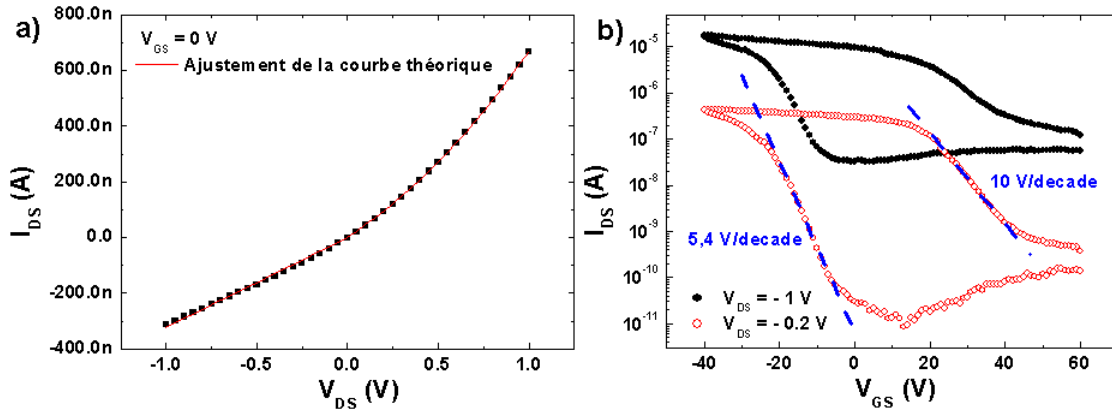 a)
V_GS = 0 V
Ajustement de la courbe théorique
I_DS (A)
600.0n
400.0n
200.0n
0.0
-200.0n
-400.0n
-1.0 -0.5 0.0 0.5 1.0
V_DS (V)
b)
I_DS (A)
10^-5
10^-6
10^-7
10^-8
10^-9
10^-10
10^-11
10 V/decade
5,4 V/decade
V_DS = - 1 V
V_DS = - 0.2 V
-40 -20 0 20 40 60
V_GS (V)